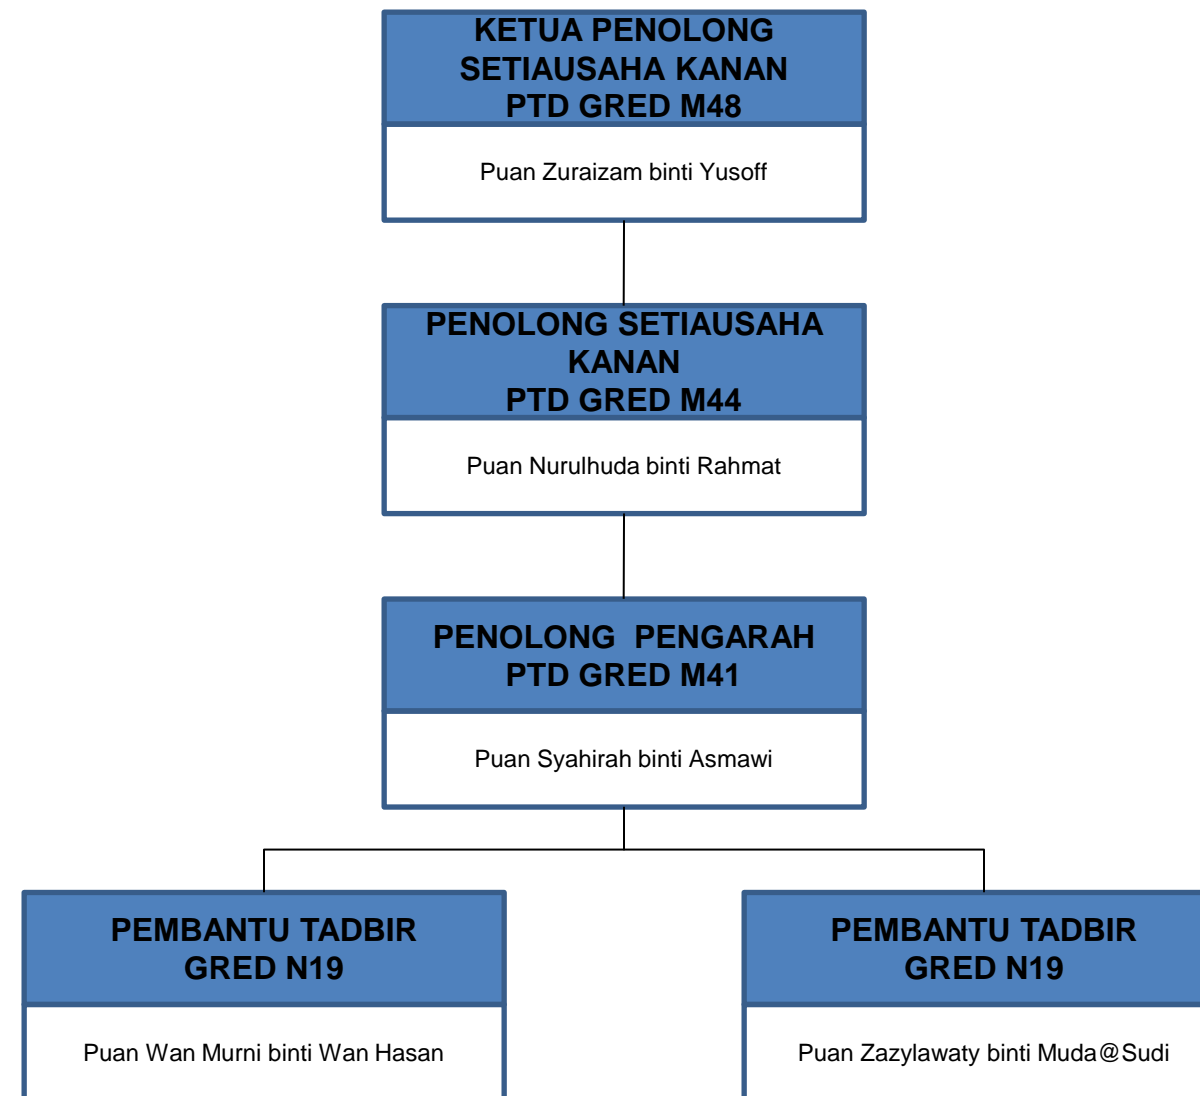 KETUA PENOLONG
SETIAUSAHA KANAN
PTD GRED M48
Puan Zuraizam binti Yusoff
PENOLONG SETIAUSAHA
KANAN
PTD GRED M44
Puan Nurulhuda binti Rahmat
PENOLONG PENGARAH
PTD GRED M41
Puan Syahirah binti Asmawi
PEMBANTU TADBIR
GRED N19
Puan Wan Murni binti Wan Hasan
PEMBANTU TADBIR
GRED N19
Puan Zazylawaty binti Muda@Sudi